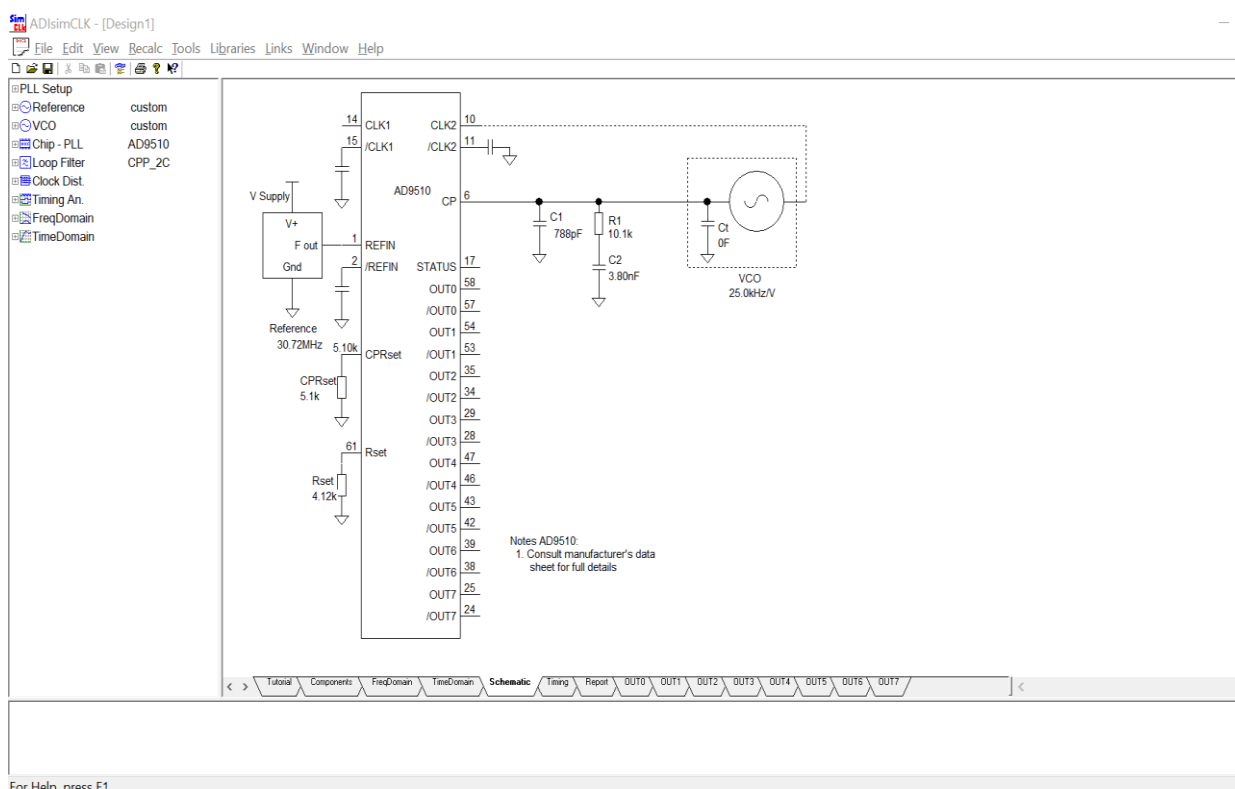 Sim
CLK
ADIsimCLK - [Design1]
File Edit View Recalc Tools Libraries Links Window Help
PLL Setup
Reference custom
VCO custom
Chip - PLL AD9510
Loop Filter CPP_2C
Clock Dist.
Timing An.
FreqDomain
TimeDomain
14 CLK1 CLK2 10
15 /CLK1 /CLK2 11
AD9510
V Supply
CP 6
V+
F out
Gnd
1 REFIN
2 /REFIN
Reference
30.72MHz
5.10k CPRset
CPRset
5.1k
61 Rset
Rset
4.12k
C1
788pF
R1
10.1k
C2
3.80nF
Ct
0F
VCO
25.0kHz/V
STATUS 17
OUT0 58
/OUT0 57
OUT1 54
/OUT1 53
OUT2 35
/OUT2 34
OUT3 29
/OUT3 28
OUT4 47
/OUT4 46
OUT5 43
/OUT5 42
OUT6 39
/OUT6 38
OUT7 25
/OUT7 24
Notes AD9510:
1. Consult manufacturer's data
sheet for full details
Tutorial Components FreqDomain TimeDomain Schematic Timing Report OUT0 OUT1 OUT2 OUT3 OUT4 OUT5 OUT6 OUT7
For Help, press F1